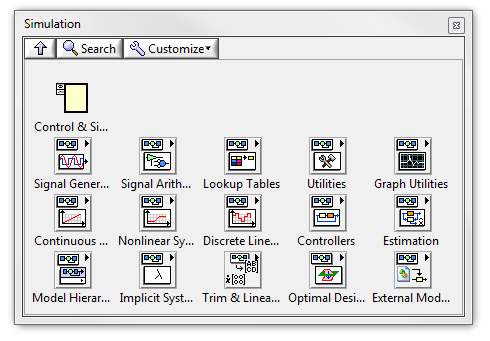 Simulation
Search Customize
Control & Si...
Signal Gener... Signal Arith... Lookup Tables Utilities Graph Utilities
Continuous ... Nonlinear Sy... Discrete Line... Controllers Estimation
Model Hierar... Implicit Syst... Trim & Linea... Optimal Desi... External Mod...